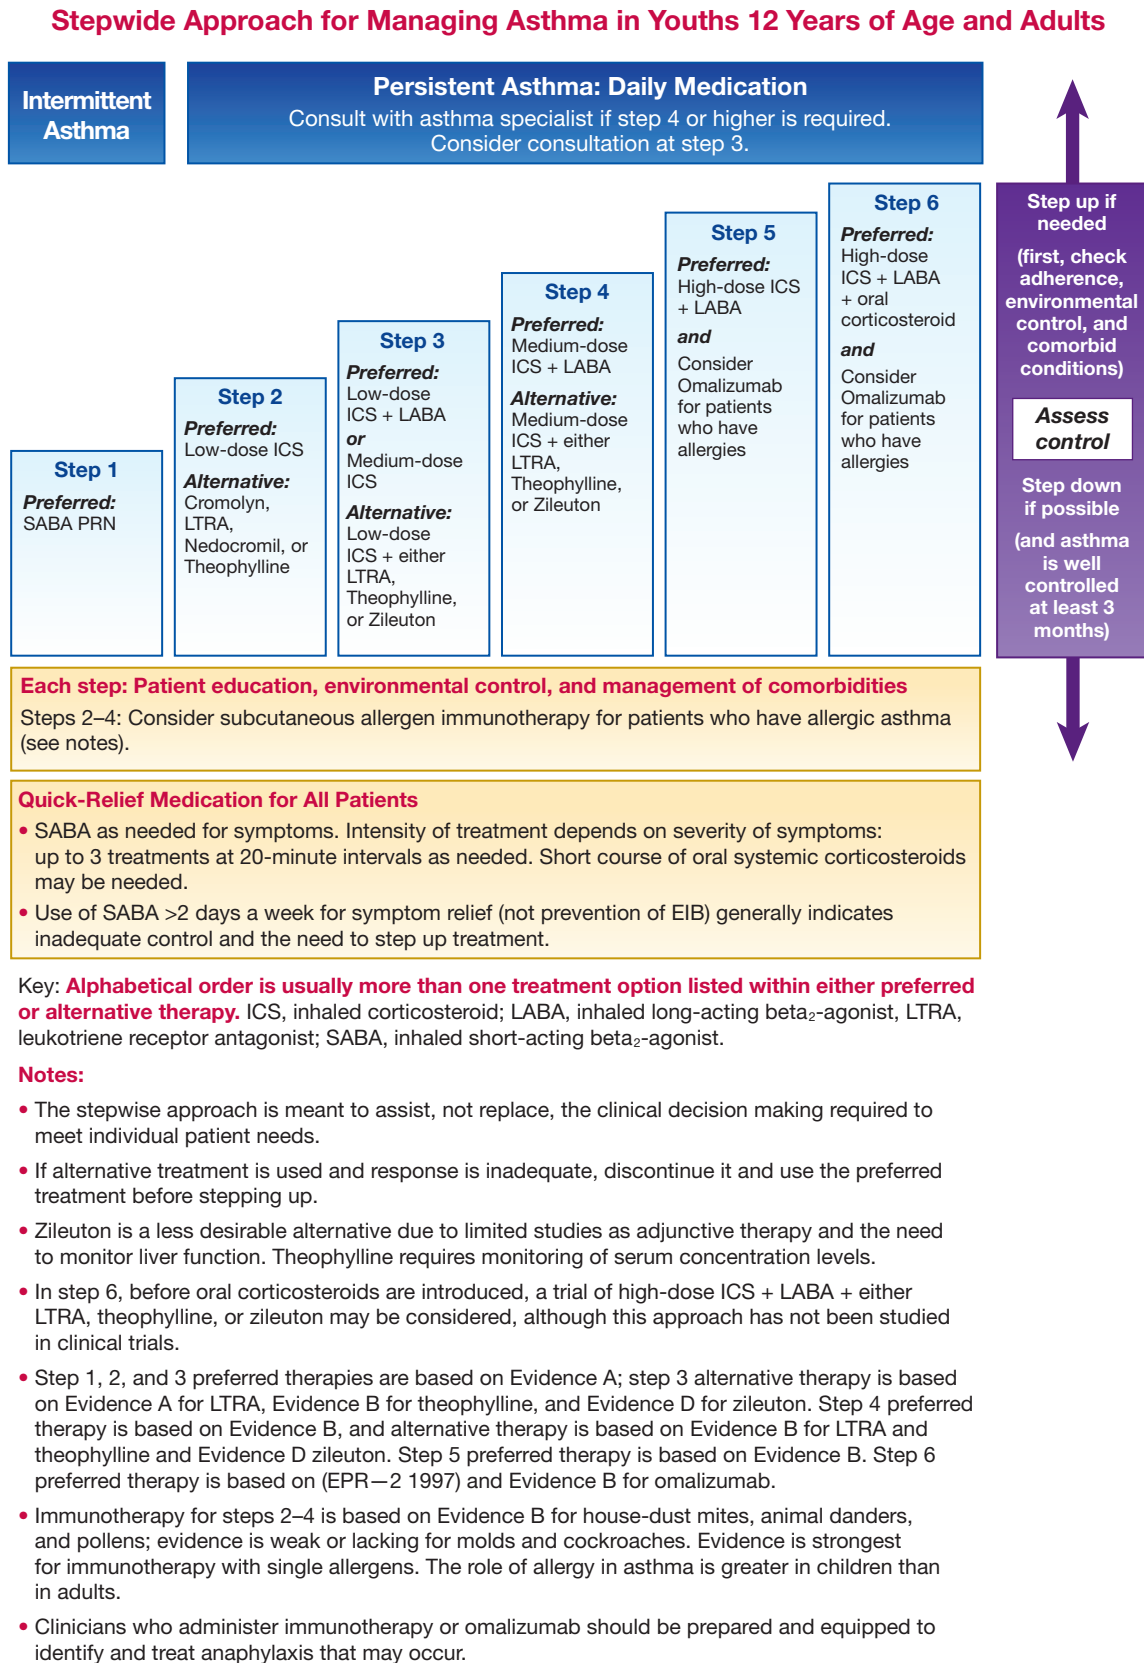 Stepwise Approach for Managing Asthma in Youths 12 Years of Age and Adults
Intermittent
Asthma
Persistent Asthma: Daily Medication
Consult with asthma specialist if step 4 or higher is required.
Consider consultation at step 3.
Step 1
Preferred:
SABA PRN
Step 2
Preferred:
Low-dose ICS
Alternative:
Cromolyn,
LTRA,
Nedocromil, or
Theophylline
Step 3
Preferred:
Low-dose
ICS + LABA
or
Medium-dose
ICS
Alternative:
Low-dose
ICS + either
LTRA,
Theophylline,
or Zileuton
Step 4
Preferred:
Medium-dose
ICS + LABA
Alternative:
Medium-dose
ICS + either
LTRA,
Theophylline,
or Zileuton
Step 5
Preferred:
High-dose ICS
+ LABA
and
Consider
Omalizumab
for patients
who have
allergies
Step 6
Preferred:
High-dose
ICS + LABA
+ oral
corticosteroid
and
Consider
Omalizumab
for patients
who have
allergies
Step up if
needed
(first, check
adherence,
environmental
control, and
comorbid
conditions)
Assess
control
Step down
if possible
(and asthma
is well
controlled
at least 3
months)
Each step: Patient education, environmental control, and management of comorbidities
Steps 2–4: Consider subcutaneous allergen immunotherapy for patients who have allergic asthma
(see notes).
Quick-Relief Medication for All Patients
• SABA as needed for symptoms. Intensity of treatment depends on severity of symptoms:
up to 3 treatments at 20-minute intervals as needed. Short course of oral systemic corticosteroids
may be needed.
• Use of SABA >2 days a week for symptom relief (not prevention of EIB) generally indicates
inadequate control and the need to step up treatment.
Key: Alphabetical order is usually more than one treatment option listed within either preferred
or alternative therapy. ICS, inhaled corticosteroid; LABA, inhaled long-acting beta₂-agonist, LTRA,
leukotriene receptor antagonist; SABA, inhaled short-acting beta₂-agonist.
Notes:
• The stepwise approach is meant to assist, not replace, the clinical decision making required to
meet individual patient needs.
• If alternative treatment is used and response is inadequate, discontinue it and use the preferred
treatment before stepping up.
• Zileuton is a less desirable alternative due to limited studies as adjunctive therapy and the need
to monitor liver function. Theophylline requires monitoring of serum concentration levels.
• In step 6, before oral corticosteroids are introduced, a trial of high-dose ICS + LABA + either
LTRA, theophylline, or zileuton may be considered, although this approach has not been studied
in clinical trials.
• Step 1, 2, and 3 preferred therapies are based on Evidence A; step 3 alternative therapy is based
on Evidence A for LTRA, Evidence B for theophylline, and Evidence D for zileuton. Step 4 preferred
therapy is based on Evidence B, and alternative therapy is based on Evidence B for LTRA and
theophylline and Evidence D zileuton. Step 5 preferred therapy is based on Evidence B. Step 6
preferred therapy is based on (EPR—2 1997) and Evidence B for omalizumab.
• Immunotherapy for steps 2–4 is based on Evidence B for house-dust mites, animal danders,
and pollens; evidence is weak or lacking for molds and cockroaches. Evidence is strongest
for immunotherapy with single allergens. The role of allergy in asthma is greater in children than
in adults.
• Clinicians who administer immunotherapy or omalizumab should be prepared and equipped to
identify and treat anaphylaxis that may occur.